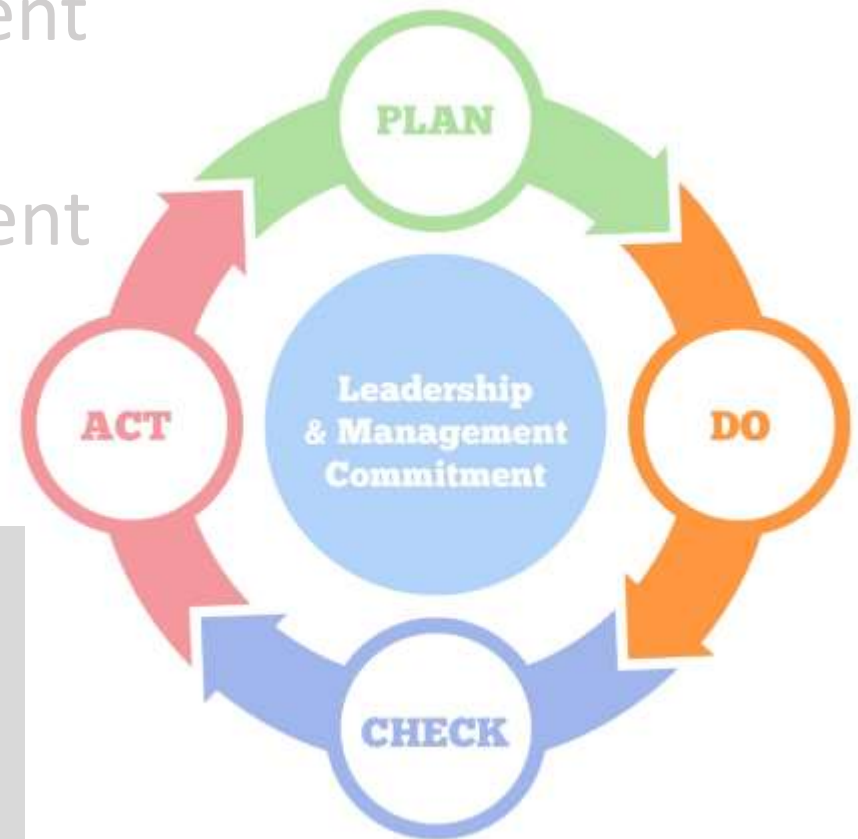 ent
PLAN
ent
Leadership
& Management
Commitment
ACT
DO
CHECK